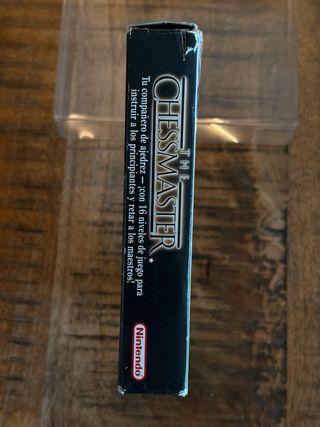 THE
CHESSMASTER
Tu compañero de ajedrez — ¡con 16 niveles de juego para
instruir a los principiantes y retar a los maestros!
Nintendo